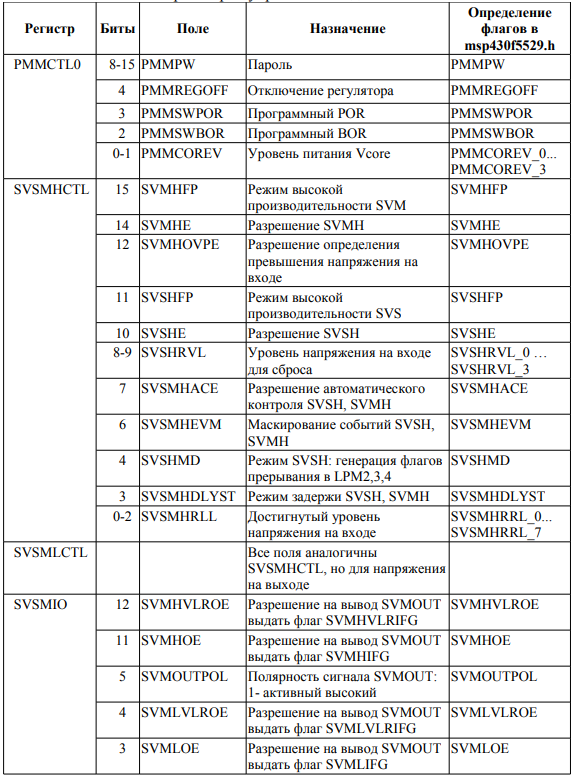 Регистр Биты Поле Назначение Определение флагов в msp430f5529.h
PMMCTL0 8-15 PMMPW Пароль PMMPW
4 PMMREGOFF Отключение регулятора PMMREGOFF
3 PMMSWPOR Программный POR PMMSWPOR
2 PMMSWBOR Программный BOR PMMSWBOR
0-1 PMMCOREV Уровень питания Vcore PMMCOREV_0...
PMMCOREV_3
SVSMHCTL 15 SVMHFP Режим высокой SVMHFP
производительности SVM
14 SVMHE Разрешение SVMH SVMHE
12 SVMHOVPE Разрешение определения SVMHOVPE
превышения напряжения на
входе
11 SVSHFP Режим высокой SVSHFP
производительности SVS
10 SVSHE Разрешение SVSH SVSHE
8-9 SVSHRVL Уровень напряжения на входе SVSHRVL_0 …
для сброса SVSHRVL_3
7 SVSMHACE Разрешение автоматического SVSMHACE
контроля SVSH, SVMH
6 SVSMHEVM Маскирование событий SVSH, SVSMHEVM
SVMH
4 SVSHMD Режим SVSH: генерация флагов SVSHMD
прерывания в LPM2,3,4
3 SVSMHDLYST Режим задержи SVSH, SVMH SVSMHDLYST
0-2 SVSMHRLL Достигнутый уровень SVSMHRRL_0...
напряжения на входе SVSMHRRL_7
SVSMLCTL Все поля аналогичны
SVSMHCTL, но для напряжения
на выходе
SVSMIO 12 SVMHVLROE Разрешение на вывод SVMOUT SVMHVLROE
выдать флаг SVMHVLRIFG
11 SVMHOE Разрешение на вывод SVMOUT SVMHOE
выдать флаг SVMHIFG
5 SVMOUTPOL Полярность сигнала SVMOUT: SVMOUTPOL
1- активный высокий
4 SVMLVLROE Разрешение на вывод SVMOUT SVMLVLROE
выдать флаг SVMLVLRIFG
3 SVMLOE Разрешение на вывод SVMOUT SVMLOE
выдать флаг SVMLIFG